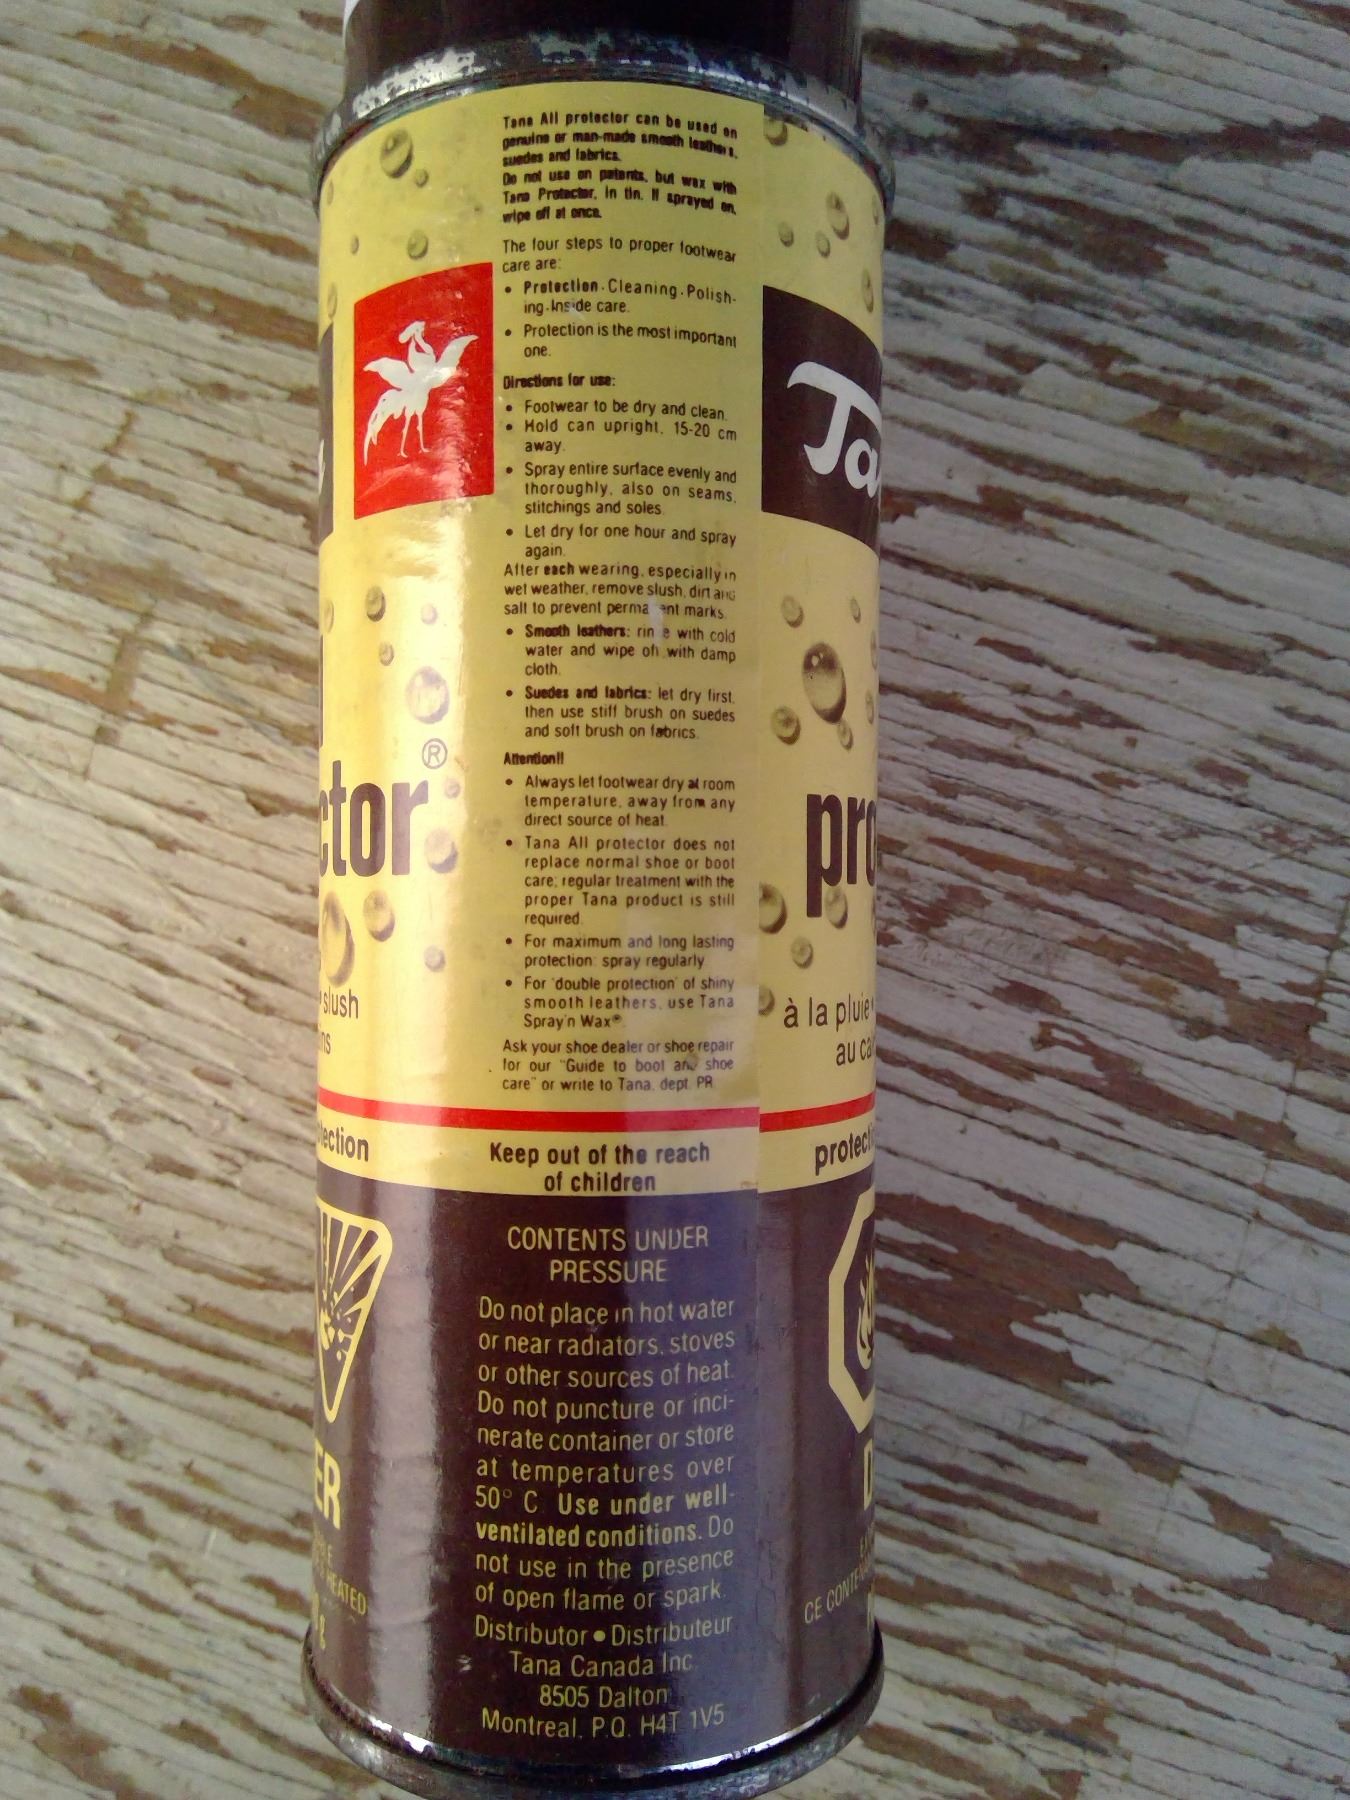 Tana All protector can be used on
genuine or man-made smooth leathers,
suedes and fabrics.
Do not use on patents, but wax with
Tana Protector, in tin. If sprayed on,
wipe off at once.
The four steps to proper footwear
care are:
• Protection · Cleaning · Polish-
ing · Inside care.
• Protection is the most important
one.
Directions for use:
• Footwear to be dry and clean.
• Hold can upright, 15-20 cm
away.
• Spray entire surface evenly and
thoroughly, also on seams,
stitchings and soles.
• Let dry for one hour and spray
again.
After each wearing, especially in
wet weather, remove slush, dirt and
salt to prevent permanent marks.
• Smooth leathers: rinse with cold
water and wipe off with damp
cloth.
• Suedes and fabrics: let dry first,
then use stiff brush on suedes
and soft brush on fabrics.
Attention!!
• Always let footwear dry at room
temperature, away from any
direct source of heat.
• Tana All protector does not
replace normal shoe or boot
care; regular treatment with the
proper Tana product is still
required.
• For maximum and long lasting
protection: spray regularly
• For 'double protection' of shiny
smooth leathers, use Tana
Spray'n Wax®.
Ask your shoe dealer or shoe repair
for our "Guide to boot and shoe
care" or write to Tana, dept. PR
Keep out of the reach
of children
CONTENTS UNDER
PRESSURE
Do not place in hot water
or near radiators, stoves
or other sources of heat.
Do not puncture or inci-
nerate container or store
at temperatures over
50° C. Use under well-
ventilated conditions. Do
not use in the presence
of open flame or spark.
Distributor • Distributeur
Tana Canada Inc
8505 Dalton
Montreal, P.Q. H4T 1V5
ctor®
• slush
ction
ER
HEATED
Ta
pro
à la pluie •
au ca
protecti
D
CE CONTENA